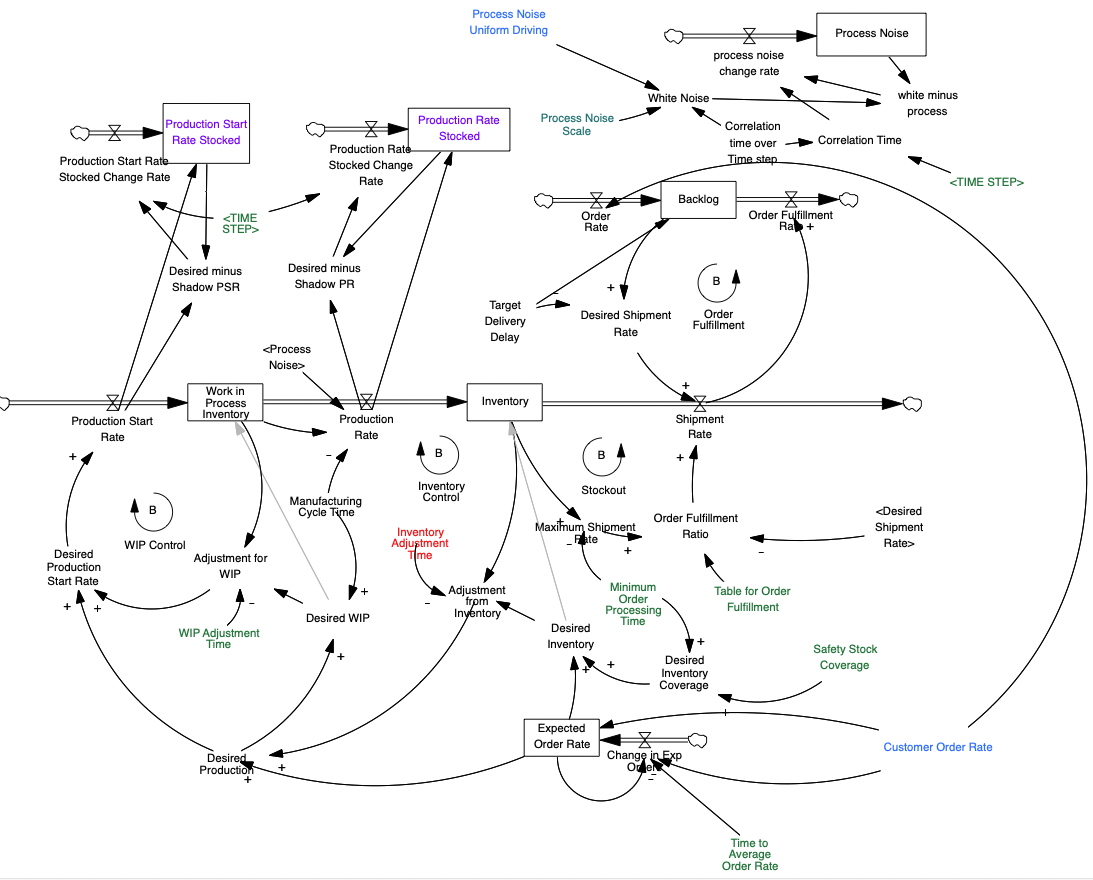 Process Noise
Uniform Driving
Process Noise
process noise
change rate
White Noise
white minus
process
Process Noise
Scale
Correlation
time over
Time step
Correlation Time
<TIME STEP>
Production Start
Rate Stocked
Production Rate
Stocked
Production Start Rate
Stocked Change Rate
Production Rate
Stocked Change
Rate
<TIME
STEP>
Desired minus
Shadow PSR
Desired minus
Shadow PR
Order
Rate
Backlog
Order Fulfillment
Rate
+
B
Order
Fulfillment
+
-
Target
Delivery
Delay
Desired Shipment
Rate
<Process
Noise>
Work in
Process
Inventory
Inventory
+
Production Start
Rate
Production
Rate
Shipment
Rate
+
-
+
B
WIP Control
B
Inventory
Control
B
Stockout
Manufacturing
Cycle Time
Inventory
Adjustment
Time
Maximum Shipment
Rate
+
-
+
Order Fulfillment
Ratio
<Desired
Shipment
Rate>
-
Desired
Production
Start Rate
+
+
Adjustment for
WIP
-
WIP Adjustment
Time
Desired WIP
+
+
Adjustment
from
Inventory
-
Minimum
Order
Processing
Time
Table for Order
Fulfillment
Desired
Inventory
+
+
Desired
Inventory
Coverage
+
Safety Stock
Coverage
+
Expected
Order Rate
Change in Exp
Orders
-
-
Customer Order Rate
Desired
Production
+
+
Time to
Average
Order Rate